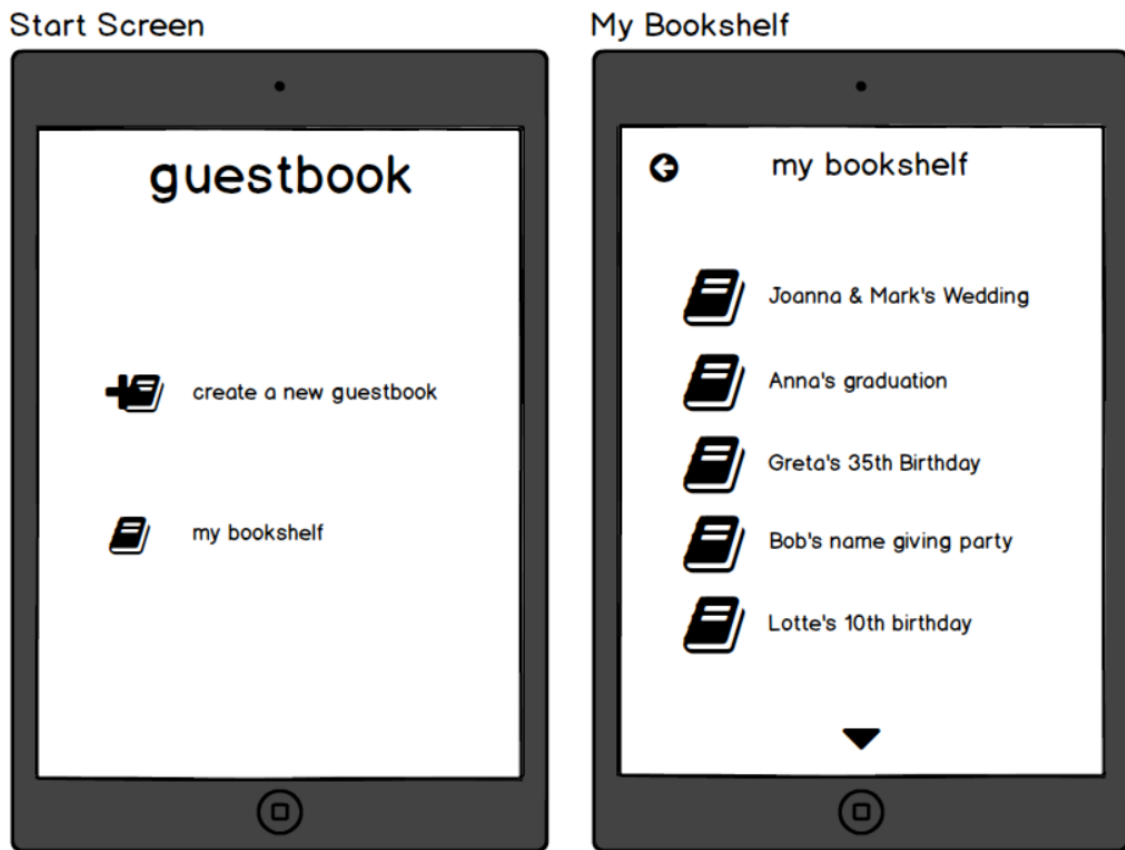 Start Screen
guestbook
create a new guestbook
my bookshelf
My Bookshelf
my bookshelf
Joanna & Mark's Wedding
Anna's graduation
Greta's 35th Birthday
Bob's name giving party
Lotte's 10th birthday